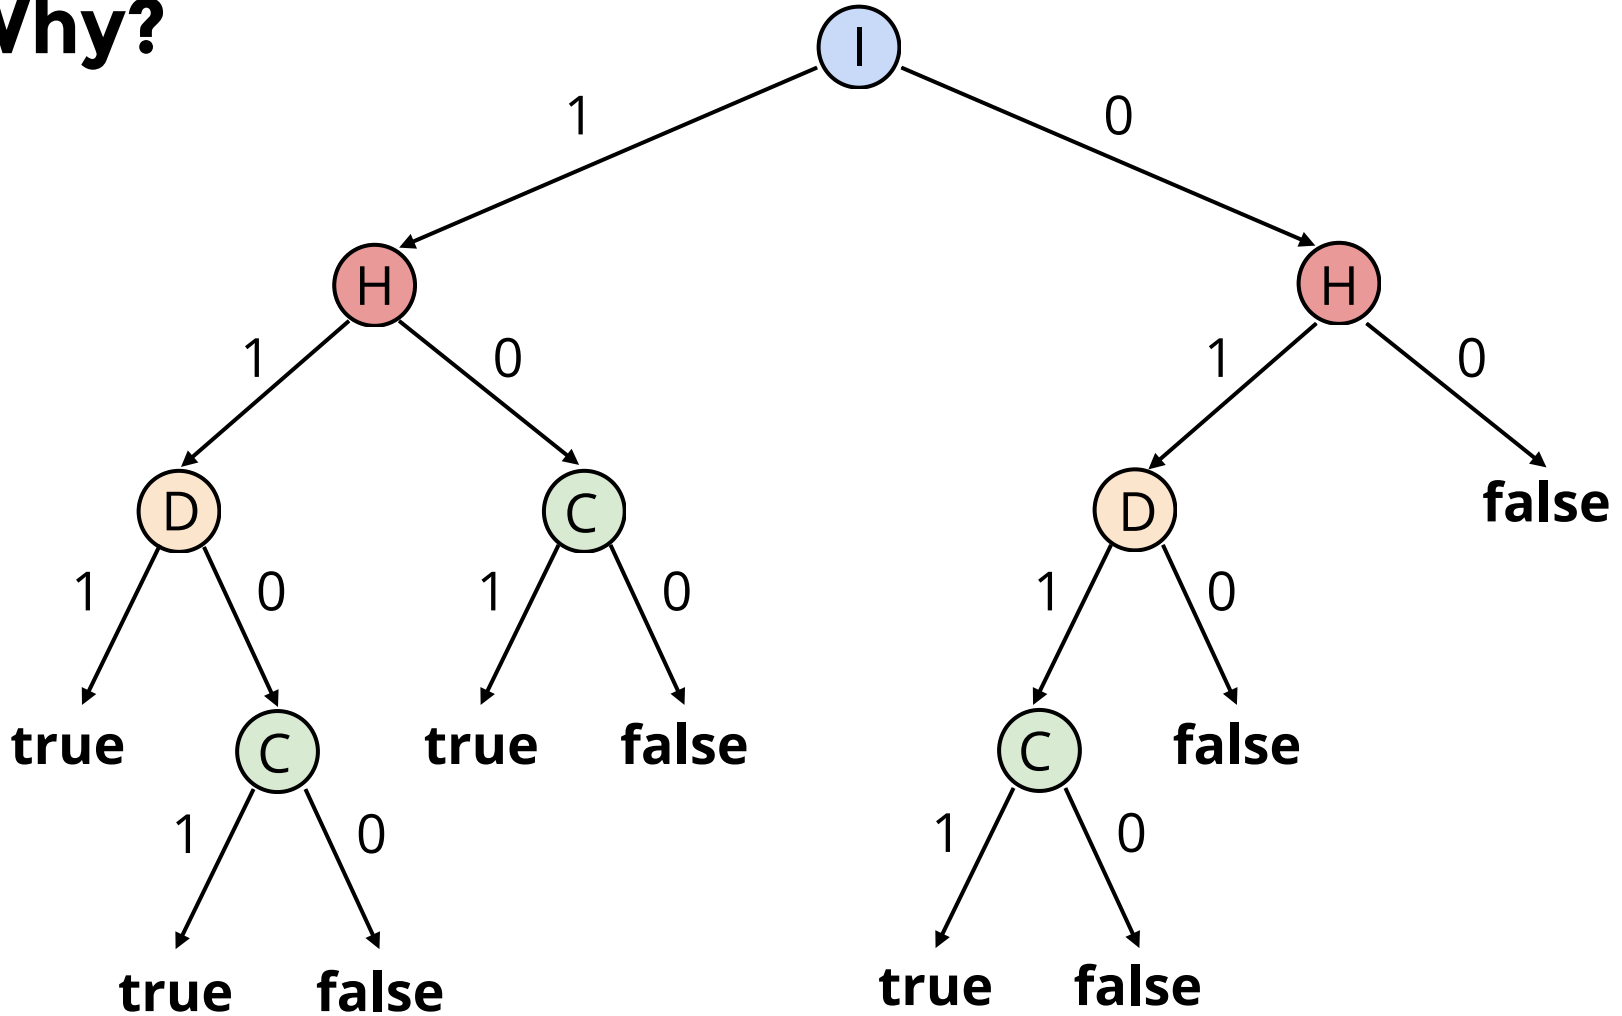 Why?
I
1 0
H H
1 0 1 0
D C D false
1 0 1 0 1 0
true C true false C false
1 0 1 0
true false true false